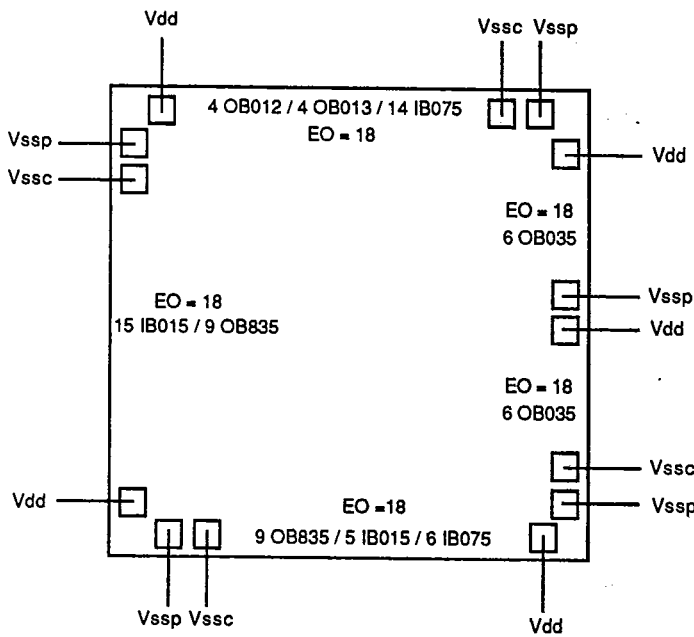 Vdd
Vssc Vssp
4 OB012 / 4 OB013 / 14 IB075
EO = 18
Vssp
Vdd
Vssc
EO = 18
6 OB035
EO = 18
15 IB015 / 9 OB835
Vssp
Vdd
EO = 18
6 OB035
Vssc
Vdd
Vssp
EO =18
9 OB835 / 5 IB015 / 6 IB075
Vssp Vssc
Vdd